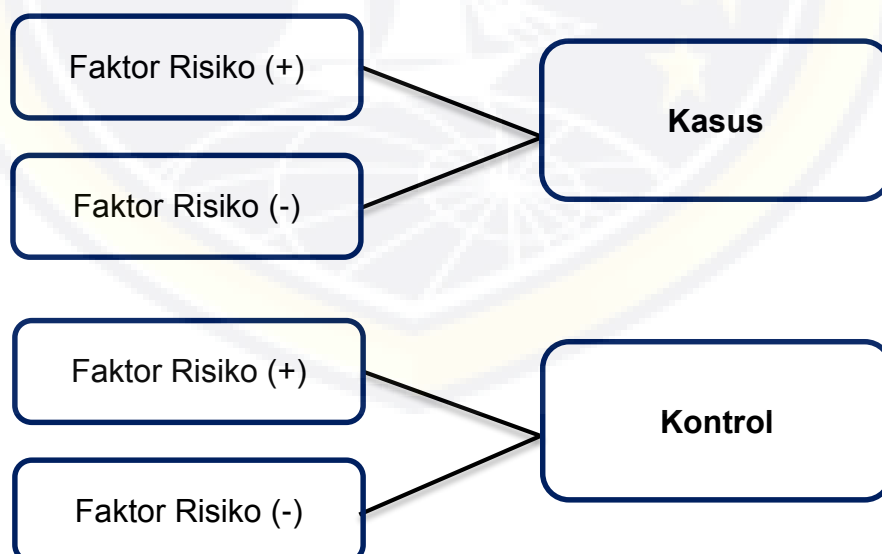 Faktor Risiko (+)
Kasus
Faktor Risiko (-)
Faktor Risiko (+)
Kontrol
Faktor Risiko (-)